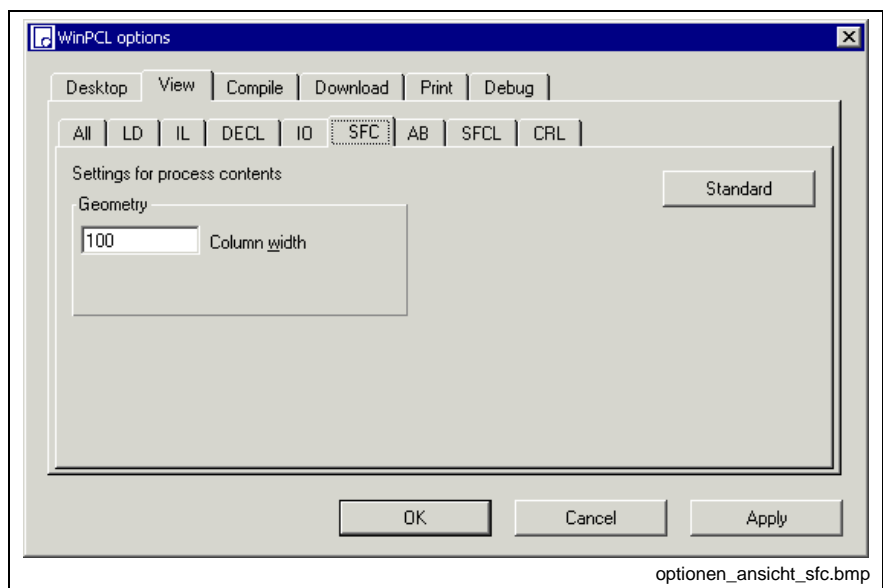 WinPCL options
Desktop View Compile Download Print Debug
All LD IL DECL IO SFC AB SFCL CRL
Settings for process contents
Standard
Geometry
100 Column width
OK Cancel Apply
optionen_ansicht_sfc.bmp